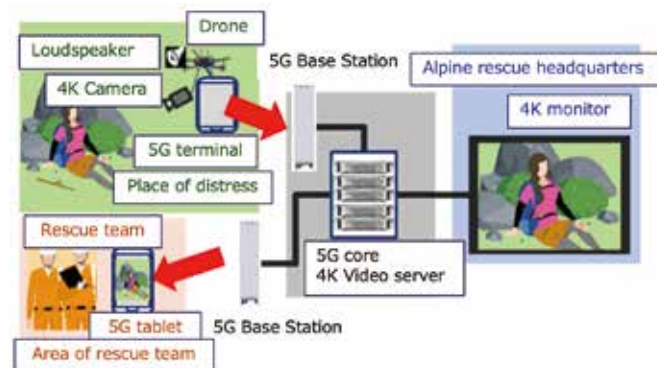 Drone
Loudspeaker
5G Base Station
Alpine rescue headquarters
4K Camera
4K monitor
5G terminal
Place of distress
Rescue team
5G core
4K Video server
5G tablet
5G Base Station
Area of rescue team